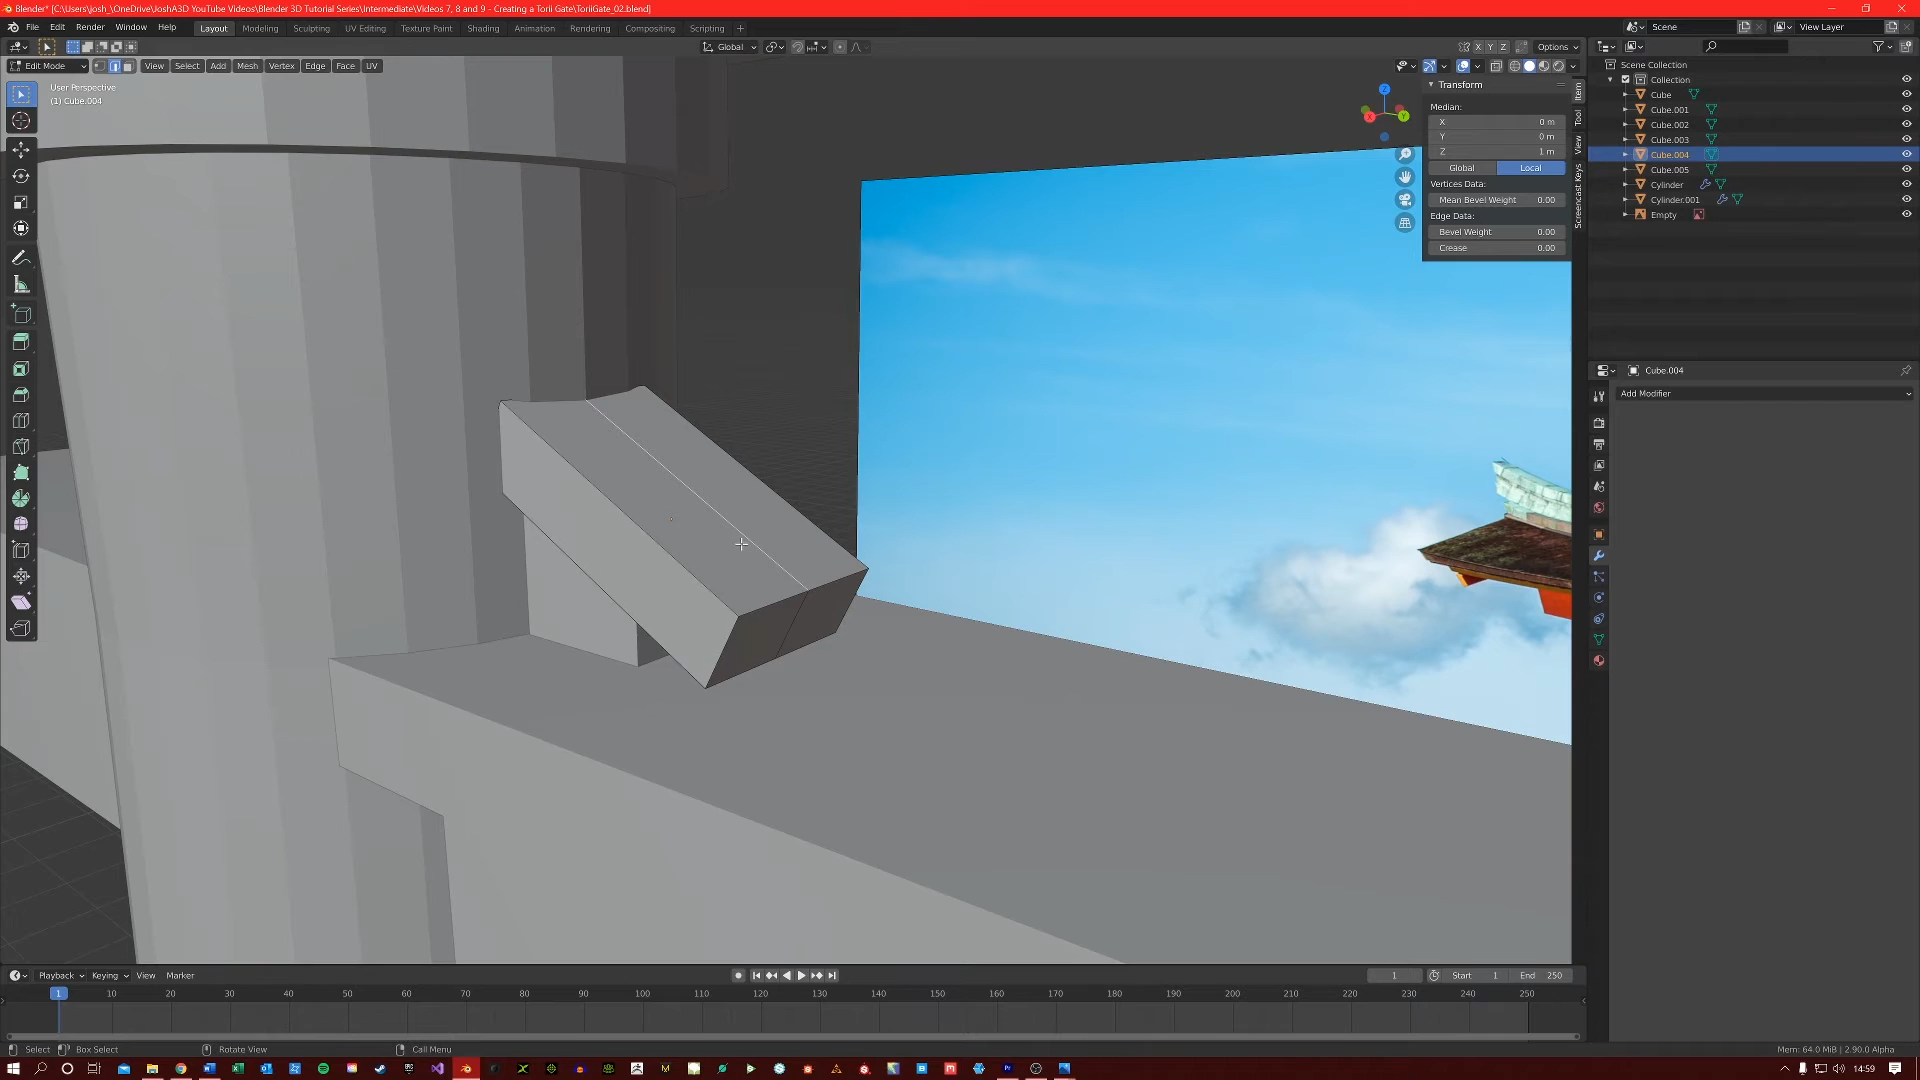 Blender* [C:\Users\josh_\OneDrive\JoshA3D YouTube Videos\Blender 3D Tutorial Series\Intermediate\Videos 7, 8 and 9 - Creating a Torii Gate\ToriiGate_02.blend]
File Edit Render Window Help Layout Modeling Sculpting UV Editing Texture Paint Shading Animation Rendering Compositing Scripting + Scene View Layer
Global X Y Z Options
Edit Mode View Select Add Mesh Vertex Edge Face UV
User Perspective
(1) Cube.004
Transform
Median:
X 0 m
Y 0 m
Z 1 m
Global Local
Vertices Data:
Mean Bevel Weight 0.00
Edge Data:
Bevel Weight 0.00
Crease 0.00
Item
Tool
View
Screencast Keys
Z
X
Y
Scene Collection
Collection
Cube
Cube.001
Cube.002
Cube.003
Cube.004
Cube.005
Cylinder
Cylinder.001
Empty
Cube.004
Add Modifier
Playback Keying View Marker 1 Start 1 End 250
1 10 20 30 40 50 60 70 80 90 100 110 120 130 140 150 160 170 180 190 200 210 220 230 240 250
Select Box Select Rotate View Call Menu Mem: 64.0 MiB | 2.90.0 Alpha
14:59